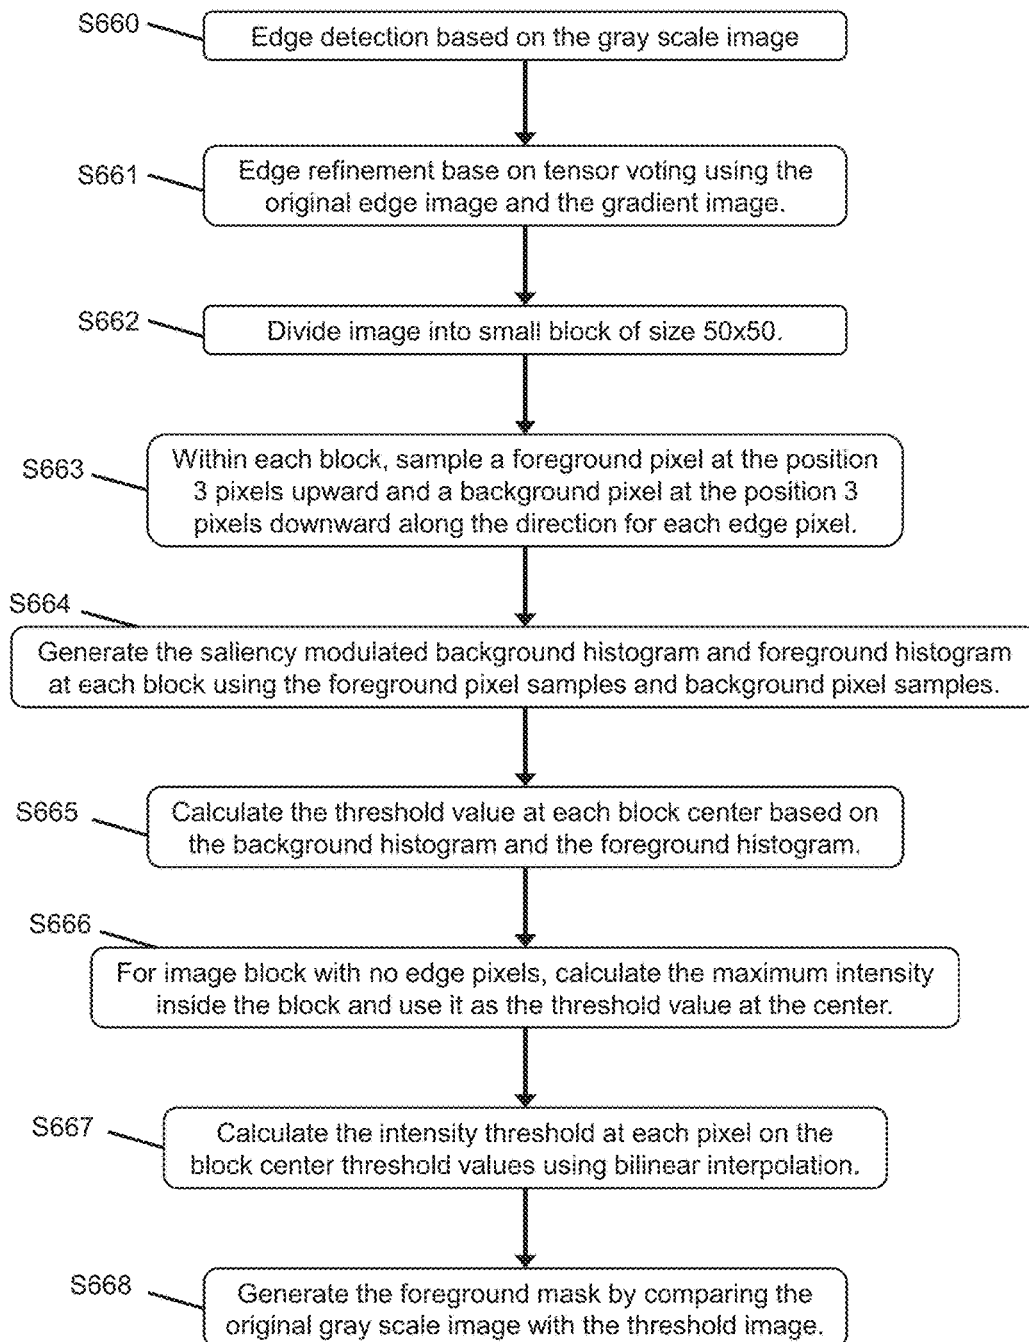 S660
Edge detection based on the gray scale image
S661
Edge refinement base on tensor voting using the
original edge image and the gradient image.
S662
Divide image into small block of size 50x50.
S663
Within each block, sample a foreground pixel at the position
3 pixels upward and a background pixel at the position 3
pixels downward along the direction for each edge pixel.
S664
Generate the saliency modulated background histogram and foreground histogram
at each block using the foreground pixel samples and background pixel samples.
S665
Calculate the threshold value at each block center based on
the background histogram and the foreground histogram.
S666
For image block with no edge pixels, calculate the maximum intensity
inside the block and use it as the threshold value at the center.
S667
Calculate the intensity threshold at each pixel on the
block center threshold values using bilinear interpolation.
S668
Generate the foreground mask by comparing the
original gray scale image with the threshold image.